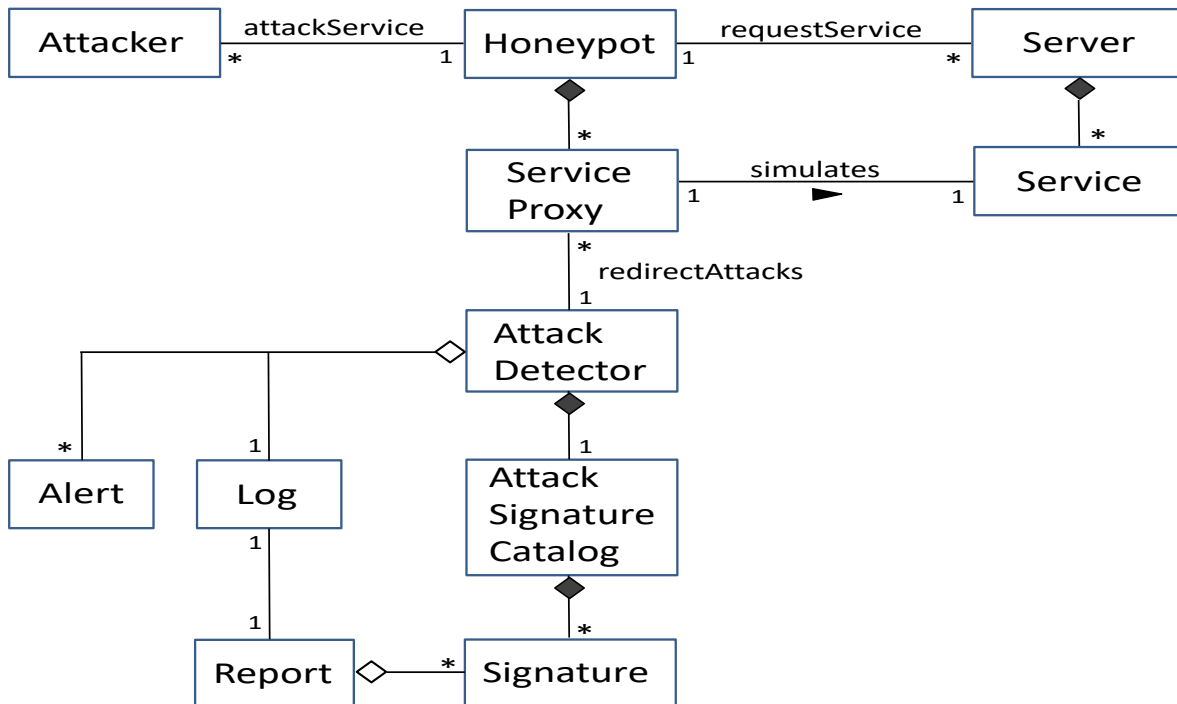 Attacker
attackService
*
1
Honeypot
requestService
1
*
Server
*
*
Service
Proxy
simulates
1
1
Service
*
redirectAttacks
1
Attack
Detector
*
1
1
Alert
Log
Attack
Signature
Catalog
1
1
*
Report
*
Signature